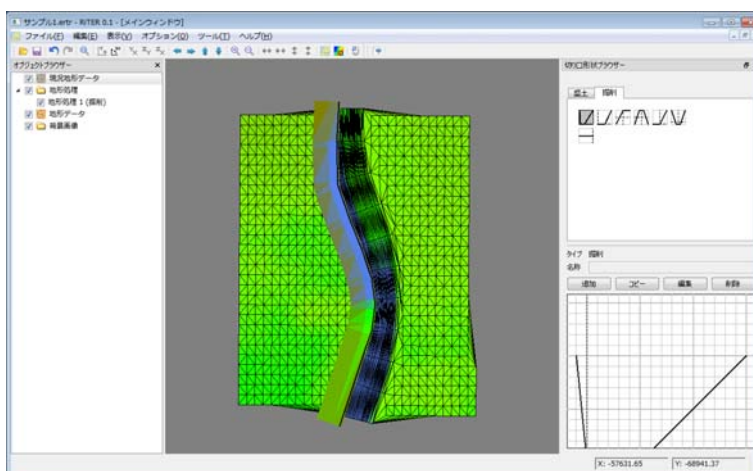 サンプル1.ertr - RiTER 0.1 - [メインウィンドウ]
ファイル(F) 編集(E) 表示(V) オプション(O) ツール(T) ヘルプ(H)
オブジェクトブラウザー
現況地形データ
地形処理
地形処理 1 (掘削)
地形データ
背景画像
切り口形状ブラウザー
盛土 掘削
タイプ 掘削
名称
追加 コピー 編集 削除
X: -57631.65 Y: -68941.37